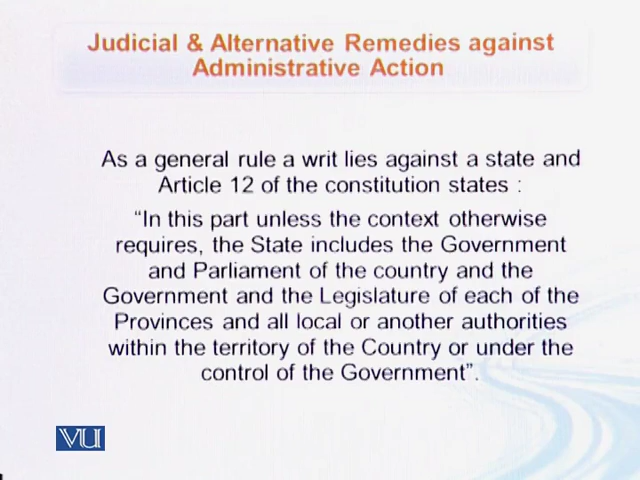 Judicial & Alternative Remedies against
Administrative Action
As a general rule a writ lies against a state and
Article 12 of the constitution states :
“In this part unless the context otherwise
requires, the State includes the Government
and Parliament of the country and the
Government and the Legislature of each of the
Provinces and all local or another authorities
within the territory of the Country or under the
control of the Government”.
VU